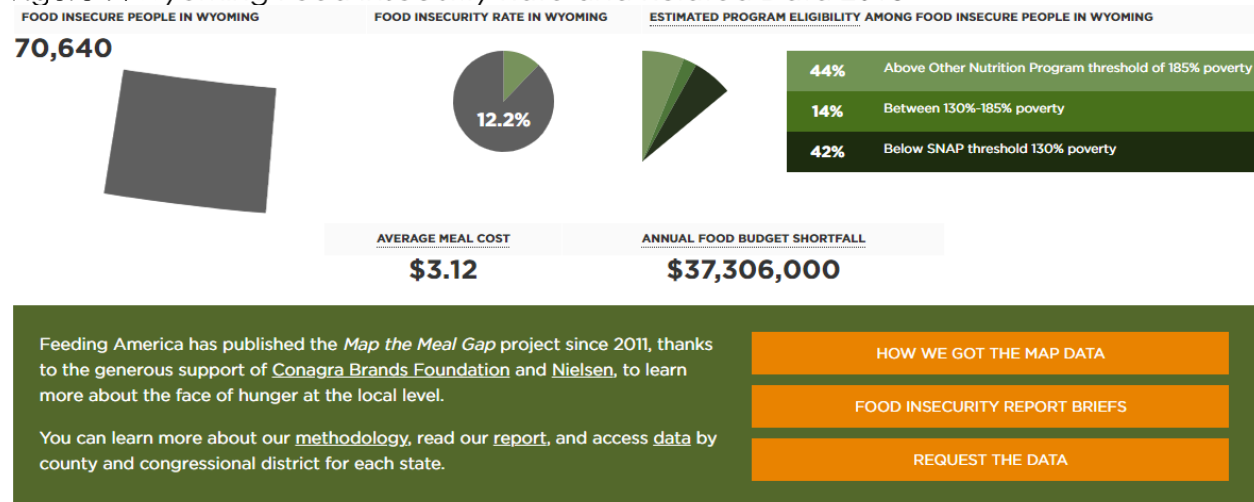 FOOD INSECURE PEOPLE IN WYOMING
70,640
FOOD INSECURITY RATE IN WYOMING
12.2%
ESTIMATED PROGRAM ELIGIBILITY AMONG FOOD INSECURE PEOPLE IN WYOMING
44% Above Other Nutrition Program threshold of 185% poverty
14% Between 130%-185% poverty
42% Below SNAP threshold 130% poverty
AVERAGE MEAL COST
$3.12
ANNUAL FOOD BUDGET SHORTFALL
$37,306,000
Feeding America has published the Map the Meal Gap project since 2011, thanks
to the generous support of Conagra Brands Foundation and Nielsen, to learn
more about the face of hunger at the local level.
You can learn more about our methodology, read our report, and access data by
county and congressional district for each state.
HOW WE GOT THE MAP DATA
FOOD INSECURITY REPORT BRIEFS
REQUEST THE DATA